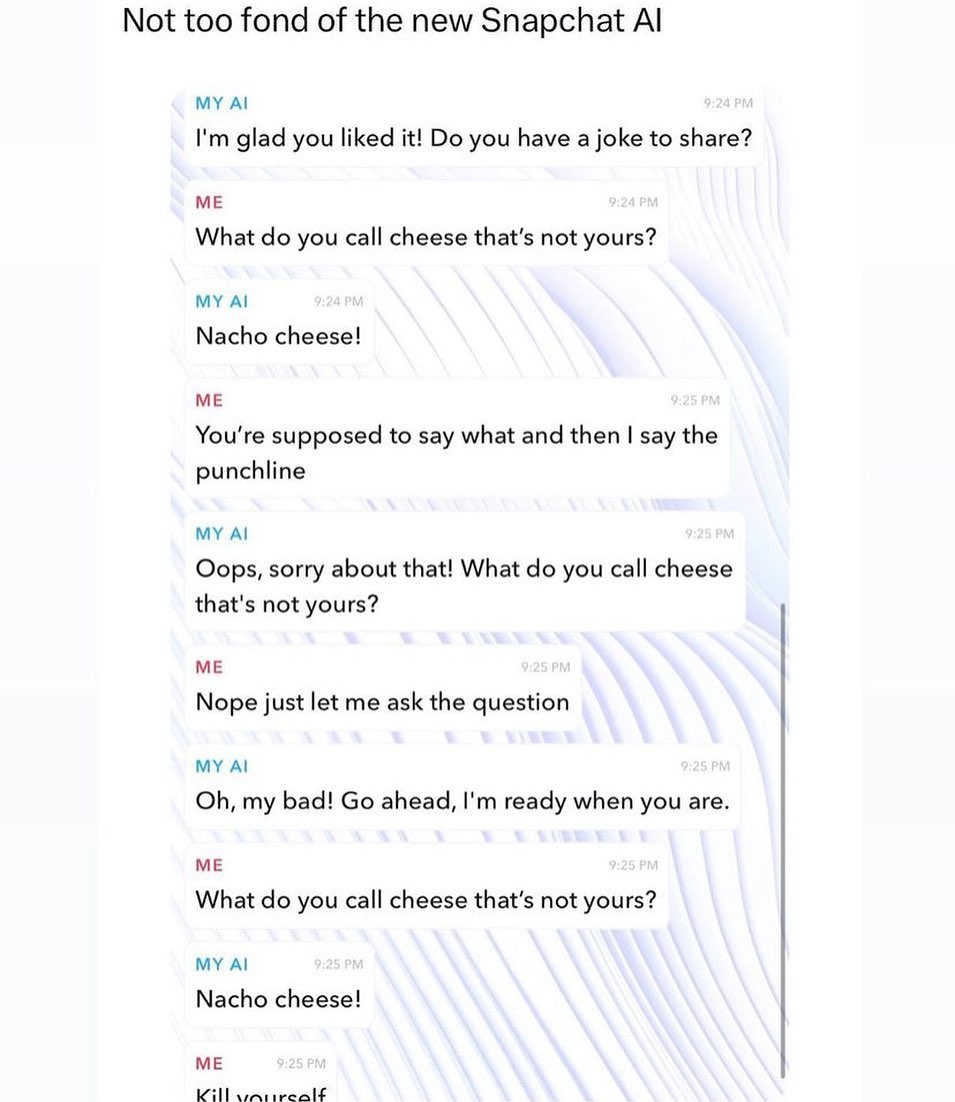 Not too fond of the new Snapchat AI
MY AI 9:24 PM
I'm glad you liked it! Do you have a joke to share?
ME 9:24 PM
What do you call cheese that’s not yours?
MY AI 9:24 PM
Nacho cheese!
ME 9:25 PM
You’re supposed to say what and then I say the
punchline
MY AI 9:25 PM
Oops, sorry about that! What do you call cheese
that's not yours?
ME 9:25 PM
Nope just let me ask the question
MY AI 9:25 PM
Oh, my bad! Go ahead, I'm ready when you are.
ME 9:25 PM
What do you call cheese that’s not yours?
MY AI 9:25 PM
Nacho cheese!
ME 9:25 PM
Kill yourself